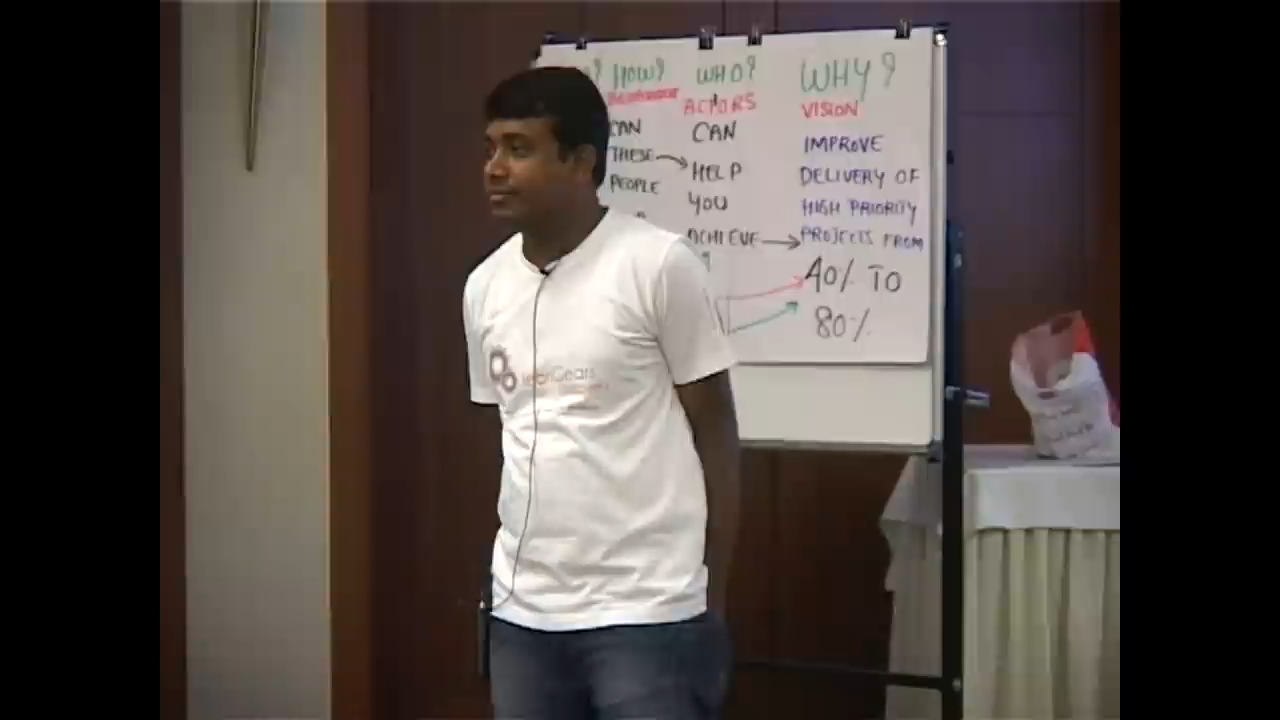 HOW?
CAN
THESE
PEOPLE
WHO?
ACTORS
CAN
HELP
YOU
ACHIEVE
?
WHY?
VISION
IMPROVE
DELIVERY OF
HIGH PRIORITY
PROJECTS FROM
40% TO
80%